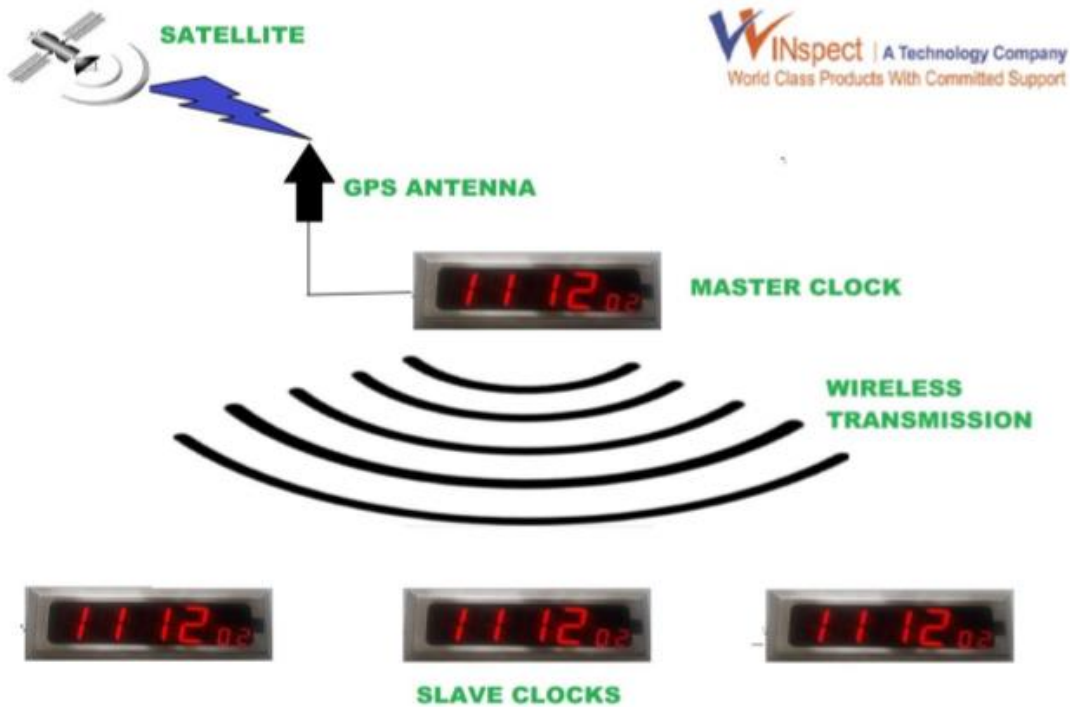 SATELLITE
WINspect | A Technology Company
World Class Products With Committed Support
GPS ANTENNA
11 12 02
MASTER CLOCK
WIRELESS
TRANSMISSION
11 12 02
11 12 02
11 12 02
SLAVE CLOCKS